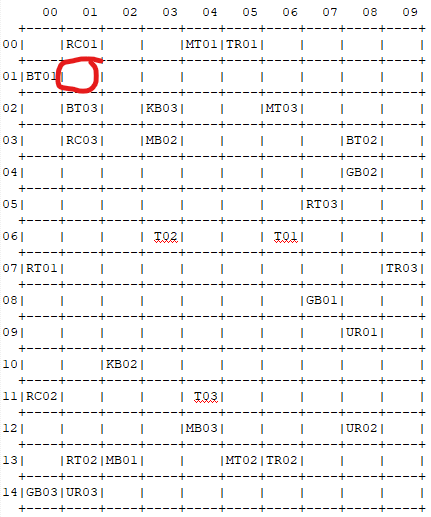 00 01 02 03 04 05 06 07 08 09
00| |RC01| | |MT01|TR01| | | | |
01|BT01| | | | | | | | | |
02| |BT03| |KB03| | |MT03| | | |
03| |RC03| |MB02| | | | |BT02| |
04| | | | | | | | |GB02| |
05| | | | | | | |RT03| | |
06| | | | T02| | | T01| | | |
07|RT01| | | | | | | | |TR03|
08| | | | | | | |GB01| | |
09| | | | | | | | |UR01| |
10| | |KB02| | | | | | | |
11|RC02| | | | T03| | | | | |
12| | | | |MB03| | | |UR02| |
13| |RT02|MB01| | |MT02|TR02| | | |
14|GB03|UR03| | | | | | | | |